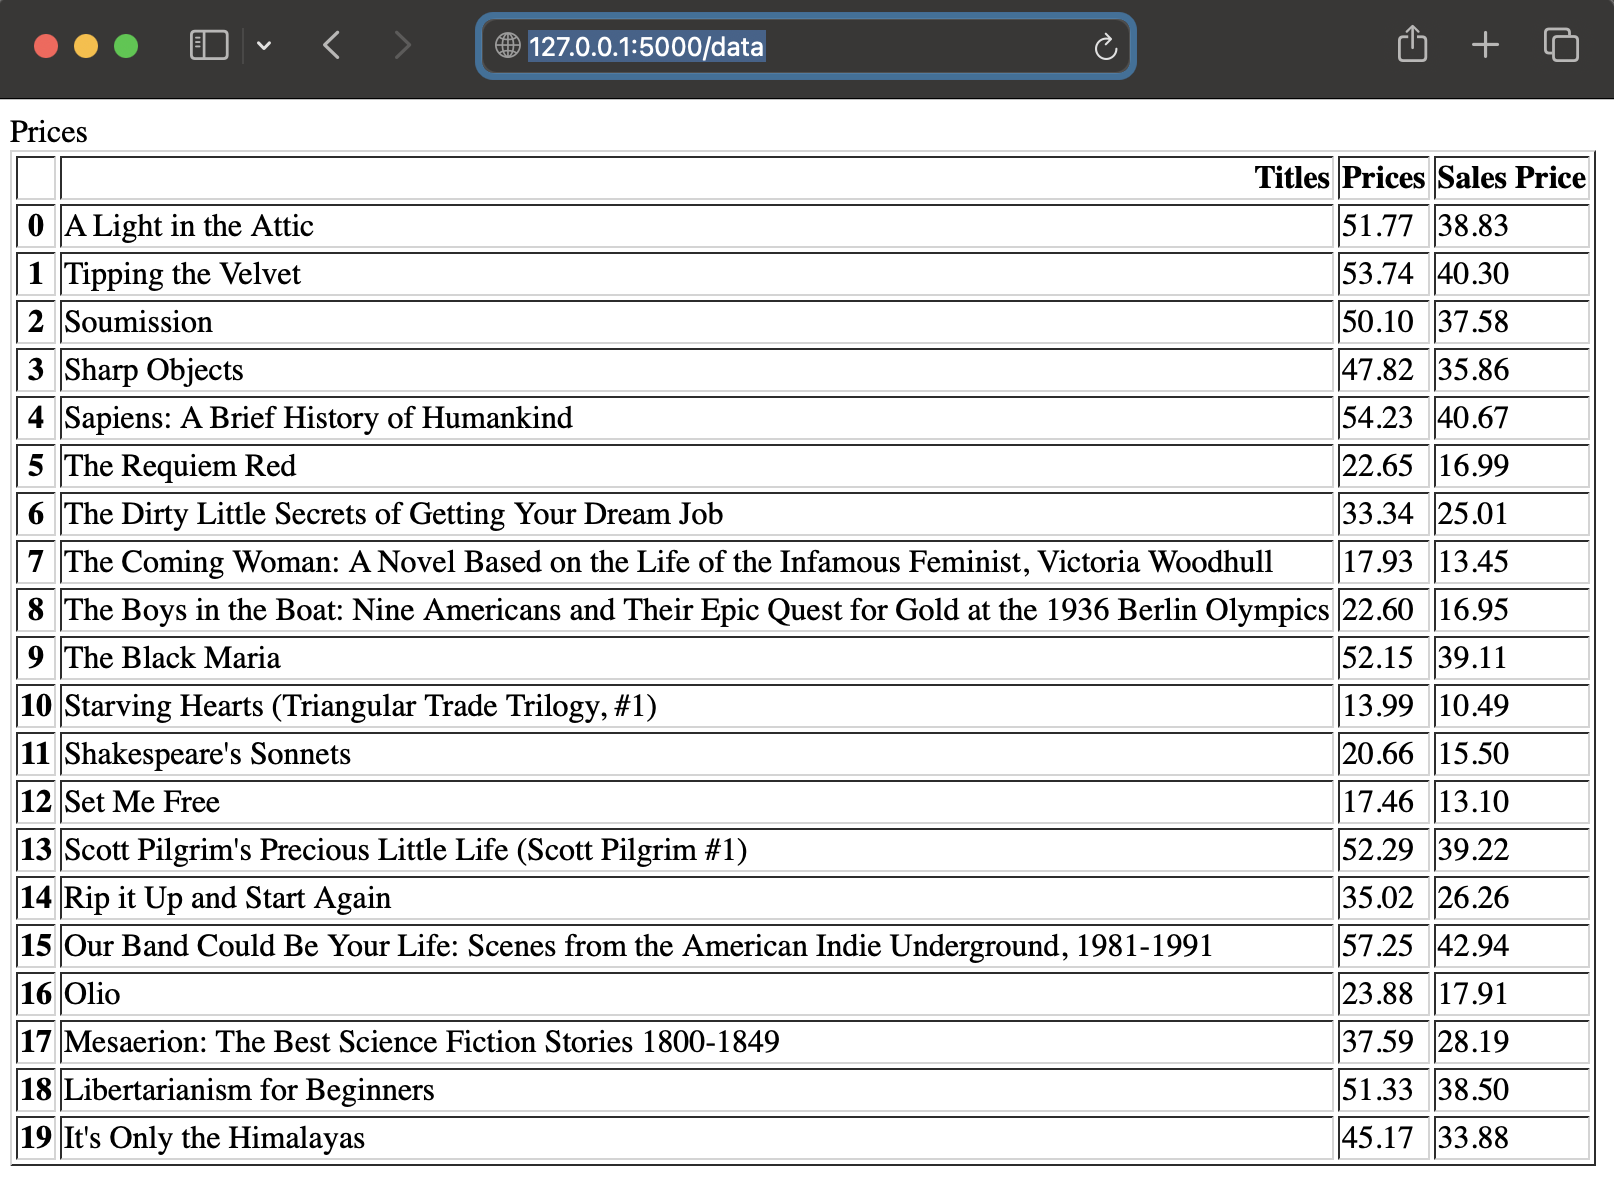 127.0.0.1:5000/data
Prices
Titles Prices Sales Price
0 A Light in the Attic 51.77 38.83
1 Tipping the Velvet 53.74 40.30
2 Soumission 50.10 37.58
3 Sharp Objects 47.82 35.86
4 Sapiens: A Brief History of Humankind 54.23 40.67
5 The Requiem Red 22.65 16.99
6 The Dirty Little Secrets of Getting Your Dream Job 33.34 25.01
7 The Coming Woman: A Novel Based on the Life of the Infamous Feminist, Victoria Woodhull 17.93 13.45
8 The Boys in the Boat: Nine Americans and Their Epic Quest for Gold at the 1936 Berlin Olympics 22.60 16.95
9 The Black Maria 52.15 39.11
10 Starving Hearts (Triangular Trade Trilogy, #1) 13.99 10.49
11 Shakespeare's Sonnets 20.66 15.50
12 Set Me Free 17.46 13.10
13 Scott Pilgrim's Precious Little Life (Scott Pilgrim #1) 52.29 39.22
14 Rip it Up and Start Again 35.02 26.26
15 Our Band Could Be Your Life: Scenes from the American Indie Underground, 1981-1991 57.25 42.94
16 Olio 23.88 17.91
17 Mesaerion: The Best Science Fiction Stories 1800-1849 37.59 28.19
18 Libertarianism for Beginners 51.33 38.50
19 It's Only the Himalayas 45.17 33.88